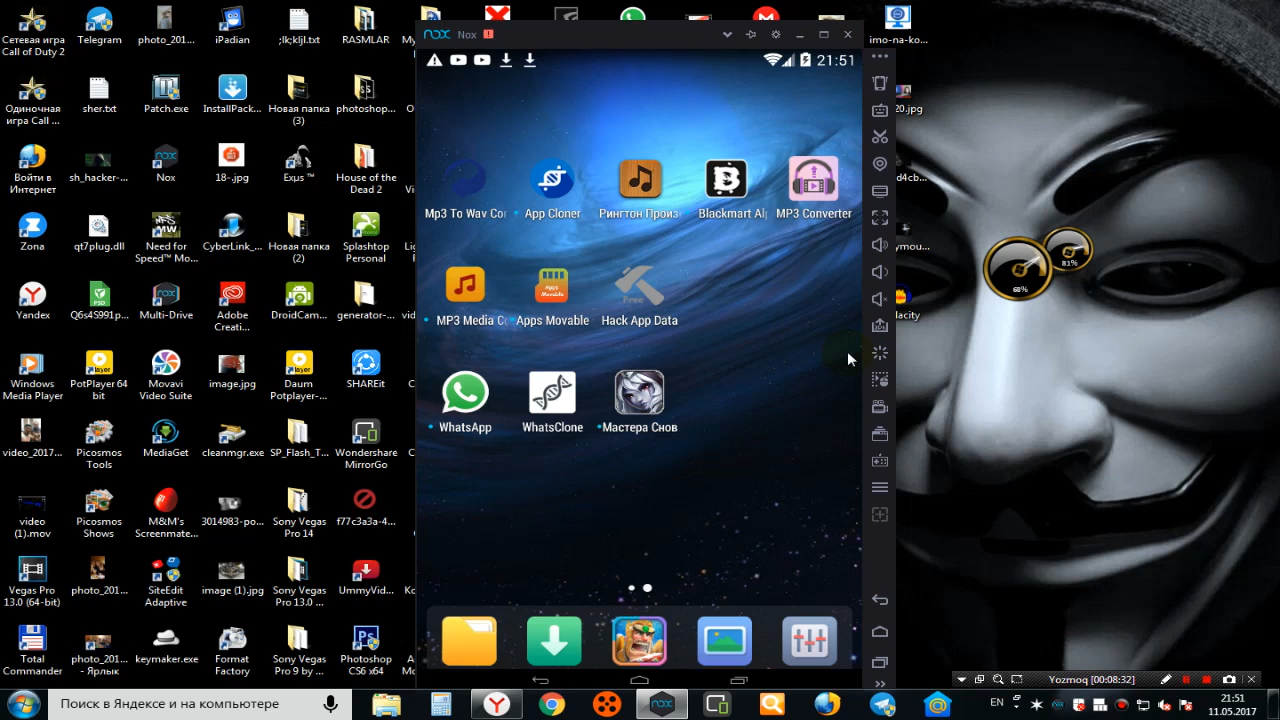 Сетевая игра
Call of Duty 2
Telegram
photo_201...
iPadian
;lk;kljl.txt
RASLMAR
imo-na-ko...
Nox
21:51
Одиночная
игра Call ...
sher.txt
Patch.exe
InstallPack...
Новая папка
(3)
photoshop...
20.jpg
Войти в
Интернет
sh_hacker-...
Nox
18-.jpg
Exµs ™
House of the
Dead 2
Mp3 To Wav Co
App Cloner
Рингтон Произ
Blackmart Al
MP3 Converter
Zona
qt7plug.dll
Need for
Speed™ Mo...
CyberLink_...
Новая папка
(2)
Splashtop
Personal
81%
68%
Yandex
Q6s4S991p...
Multi-Drive
Adobe
Creati...
DroidCam...
generator-...
MP3 Media C
Apps Movable
Hack App Data
Free
Windows
Media Player
PotPlayer 64
bit
Movavi
Video Suite
image.jpg
Daum
Potplayer-...
SHAREit
WhatsApp
WhatsClone
Мастера Снов
video_2017...
Picosmos
Tools
MediaGet
cleanmgr.exe
SP_Flash_T...
Wondershare
MirrorGo
video
(1).mov
Picosmos
Shows
M&M's
Screenmate...
3014983-po...
Sony Vegas
Pro 14
f77c3a3a-4...
Vegas Pro
13.0 (64-bit)
photo_201...
SiteEdit
Adaptive
image (1).jpg
Sony Vegas
Pro 13.0 ...
UmmyVid...
Total
Commander
photo_201...
– Ярлык
keymaker.exe
Format
Factory
Sony Vegas
Pro 9 by ...
Photoshop
CS6 x64
Yozmoq [00:08:32]
Поиск в Яндексе и на компьютере
EN
21:51
11.05.2017